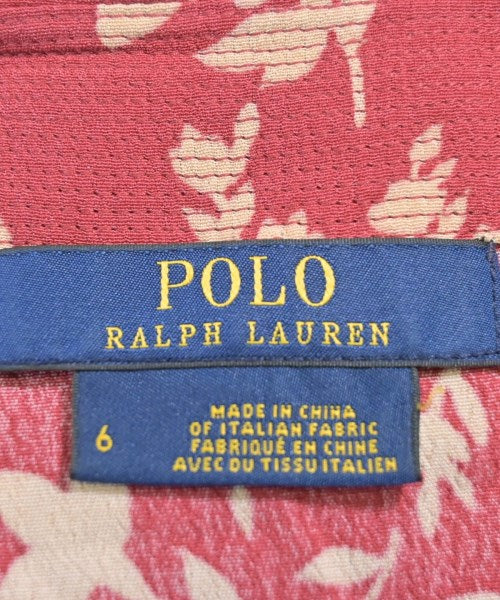 POLO
RALPH LAUREN
6
MADE IN CHINA
OF ITALIAN FABRIC
FABRIQUÉ EN CHINE
AVEC DU TISSU ITALIEN